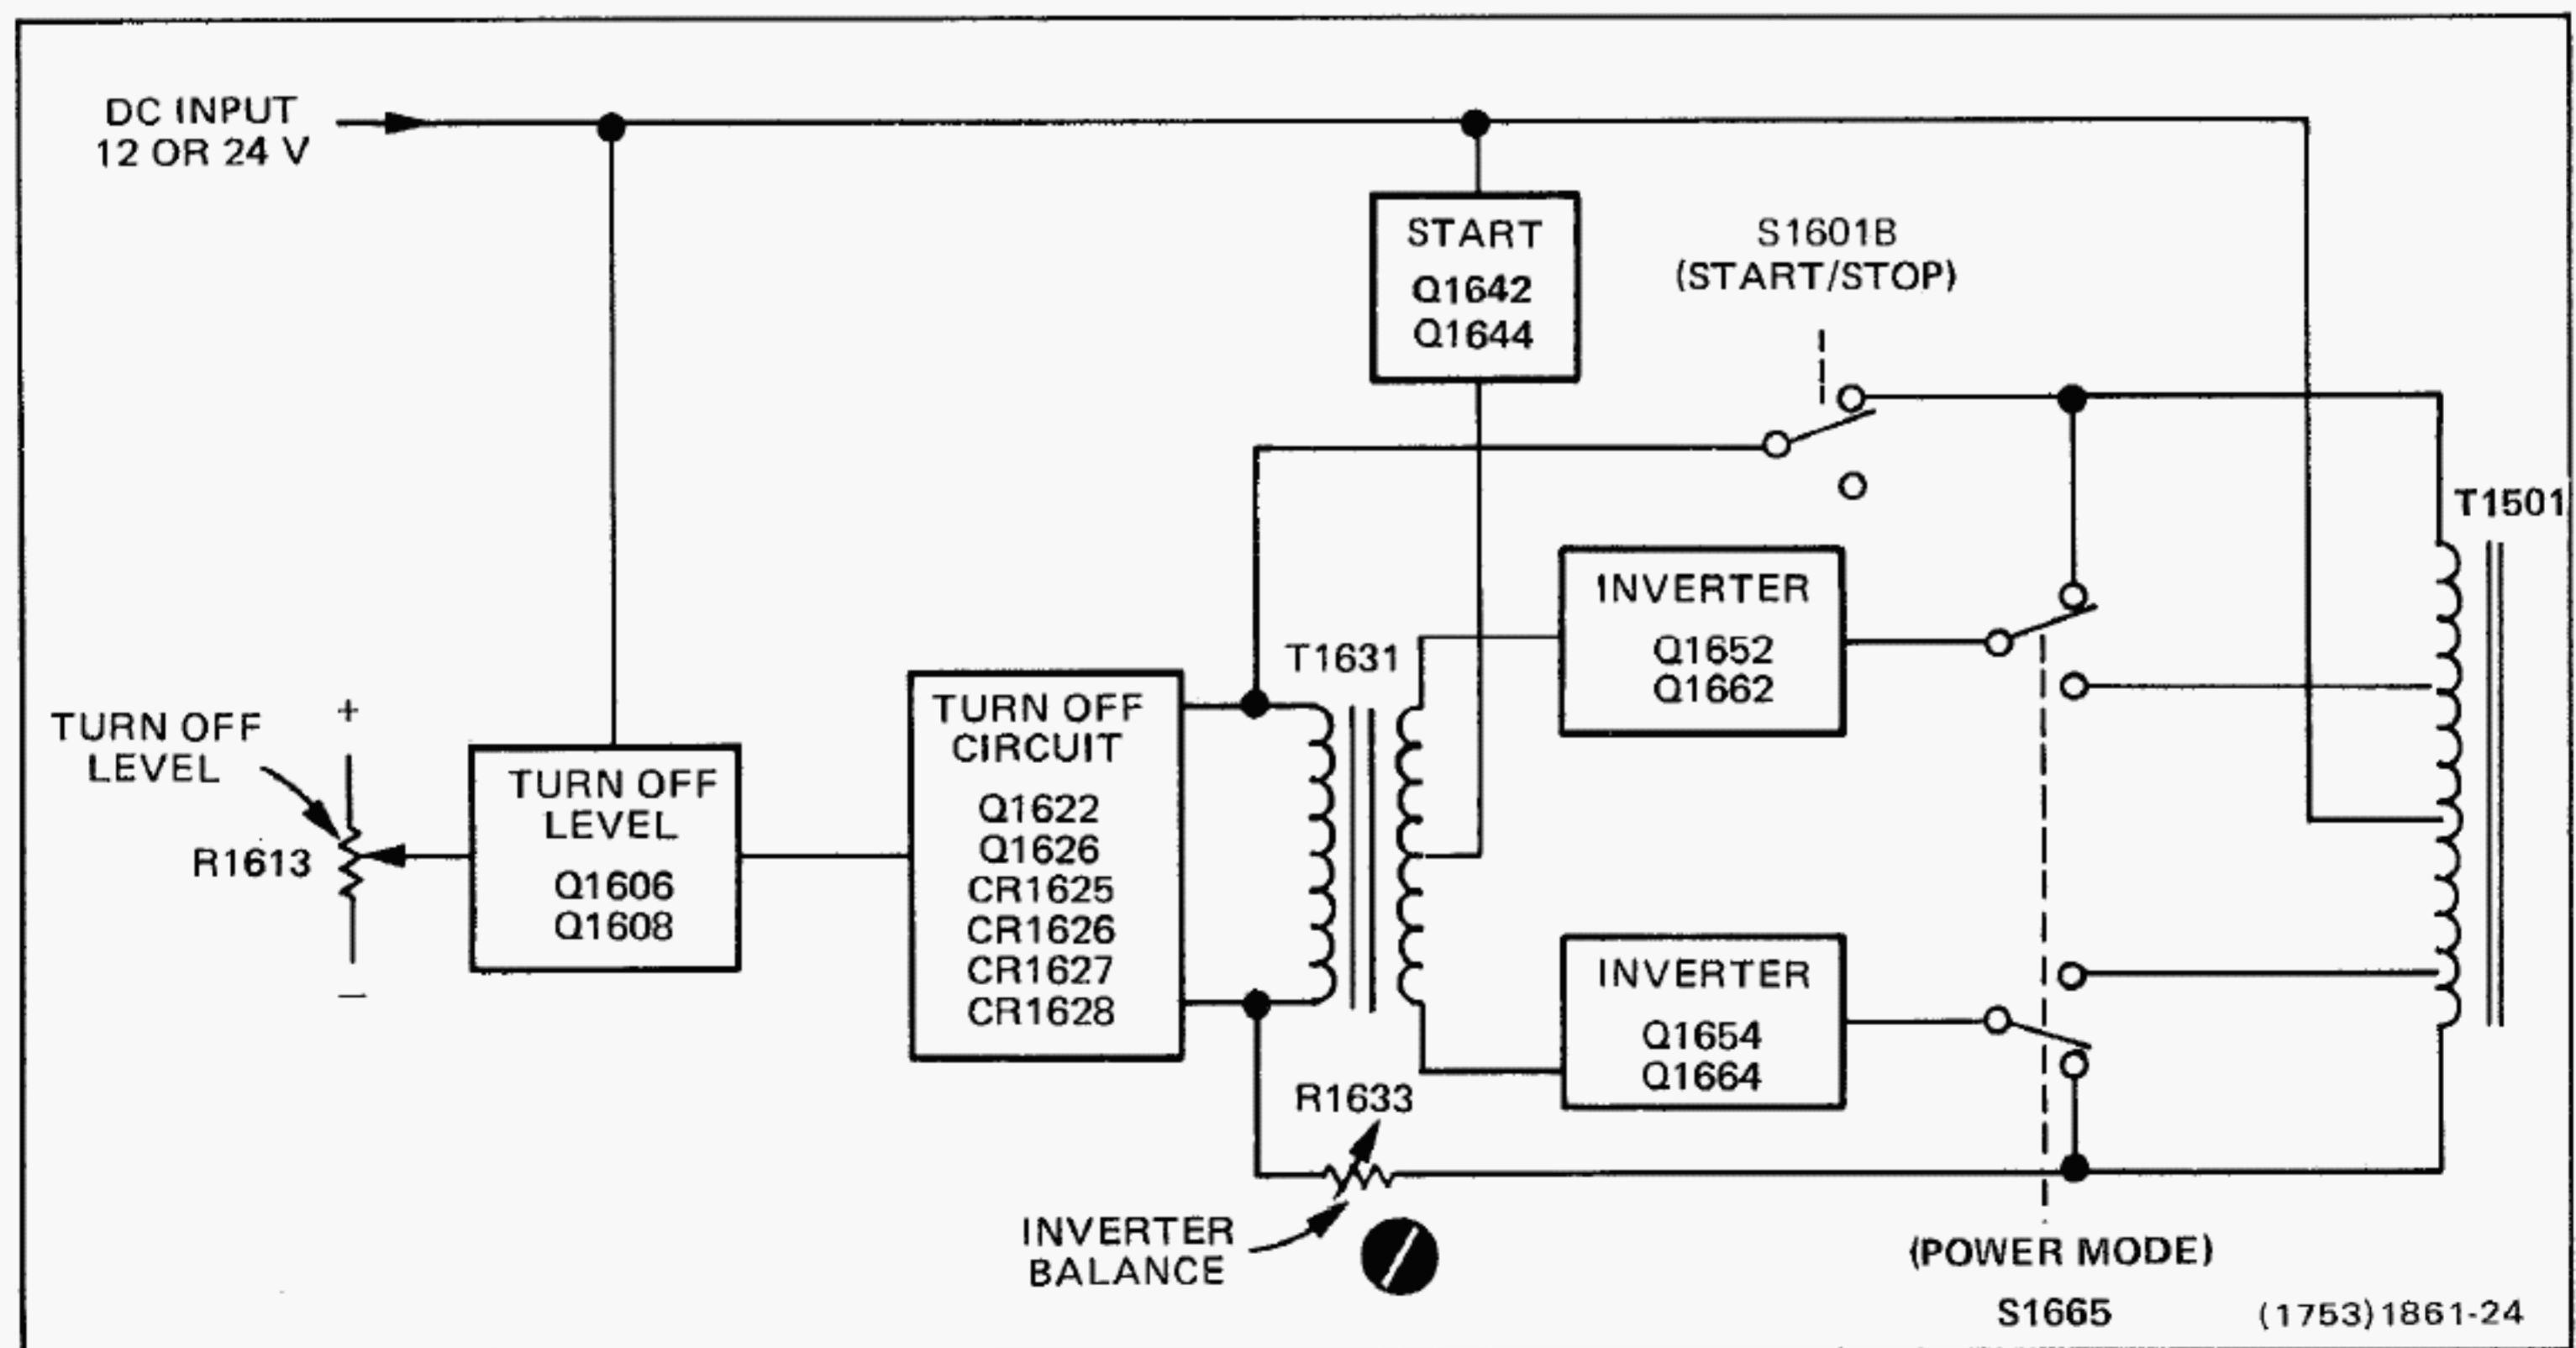 DC INPUT
12 OR 24 V
START
Q1642
Q1644
S1601B
(START/STOP)
T1501
INVERTER
Q1652
Q1662
T1631
TURN OFF
CIRCUIT
Q1622
Q1626
CR1625
CR1626
CR1627
CR1628
TURN OFF
LEVEL
+
R1613
−
TURN OFF
LEVEL
Q1606
Q1608
INVERTER
Q1654
Q1664
R1633
INVERTER
BALANCE
(POWER MODE)
S1665
(1753)1861-24